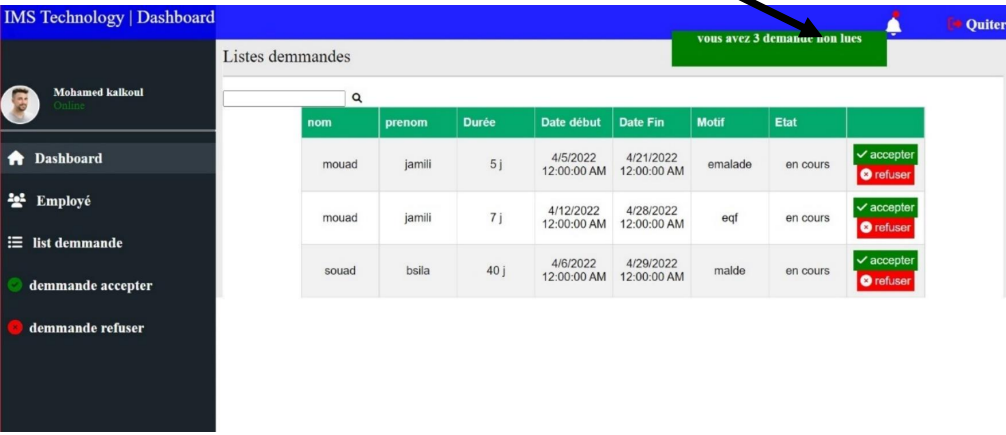 IMS Technology | Dashboard
vous avez 3 demande non lues
Quiter
Listes demmandes
Mohamed kalkoul
Online
Dashboard
Employé
list demmande
demmande accepter
demmande refuser
nom prenom Durée Date début Date Fin Motif Etat
mouad jamili 5 j 4/5/2022 12:00:00 AM 4/21/2022 12:00:00 AM emalade en cours accepter refuser
mouad jamili 7 j 4/12/2022 12:00:00 AM 4/28/2022 12:00:00 AM eqf en cours accepter refuser
souad bsila 40 j 4/6/2022 12:00:00 AM 4/29/2022 12:00:00 AM malde en cours accepter refuser